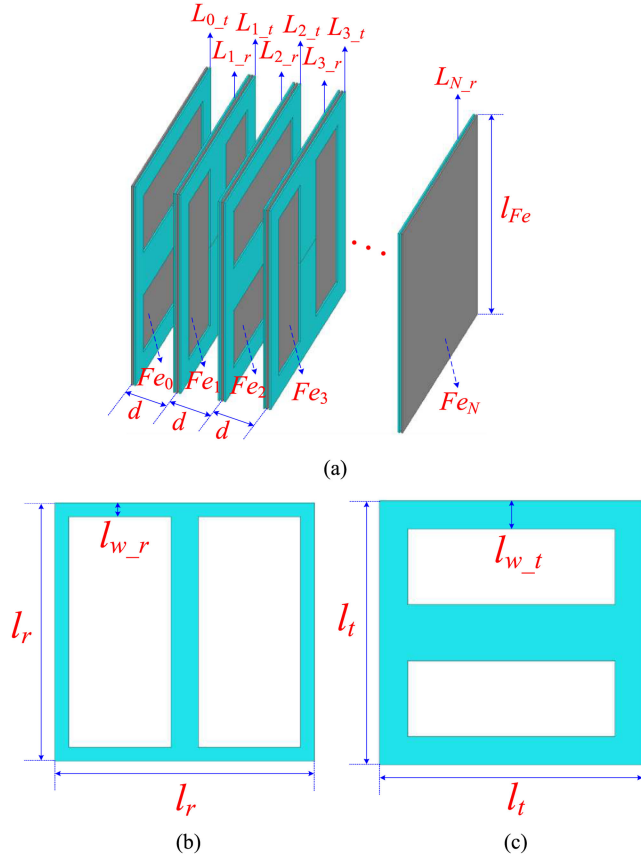 L0_t L1_t L2_t L3_t
L1_r L2_r L3_r
LN_r
lFe
Fe0 Fe1 Fe2 Fe3
FeN
d d d
(a)
lw_r
lw_t
lr
lt
lr
lt
(b) (c)